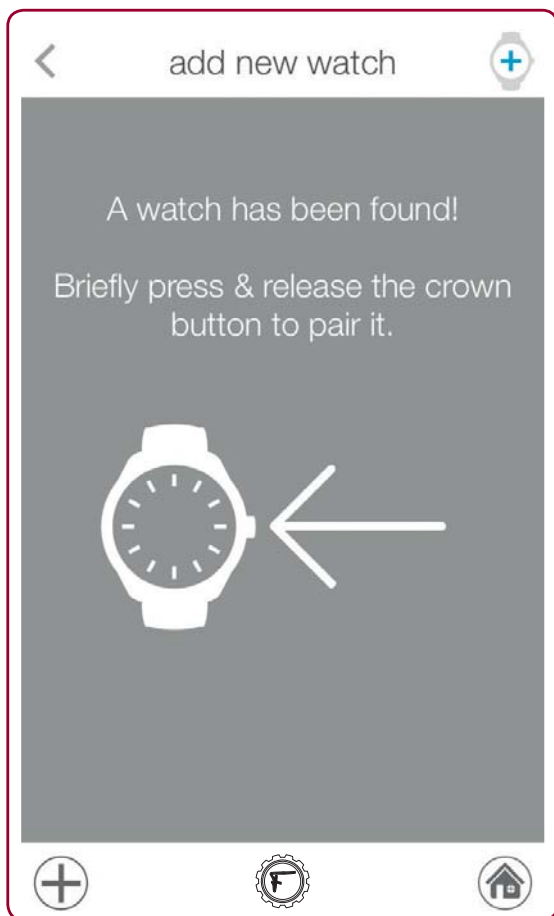 add new watch
A watch has been found!
Briefly press & release the crown
button to pair it.
F